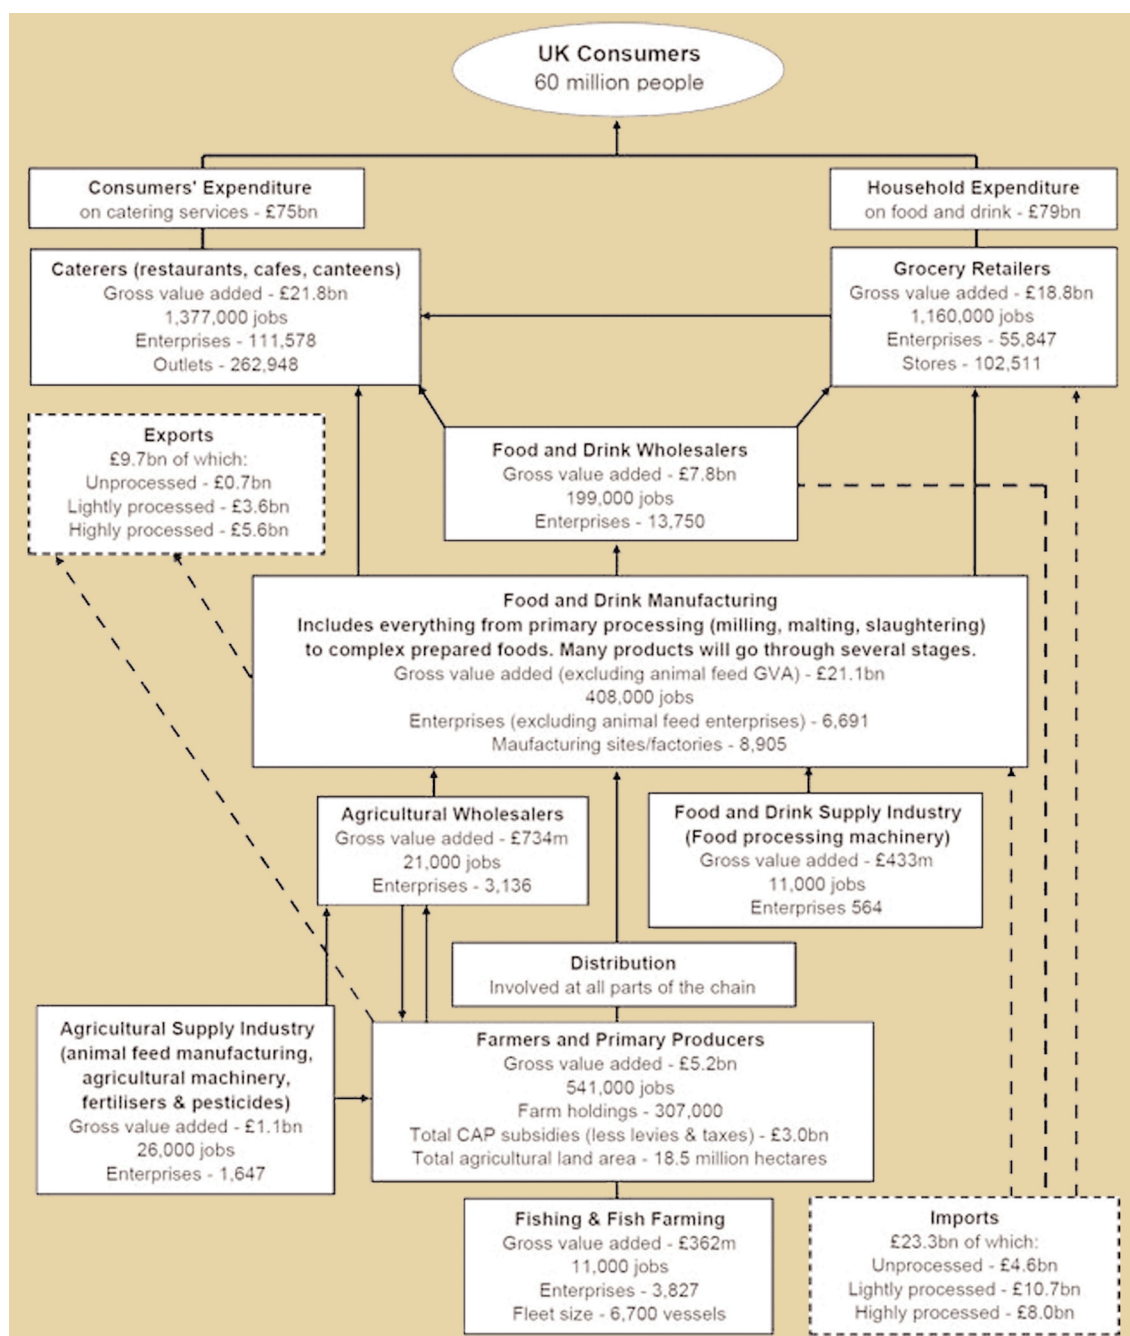 UK Consumers
60 million people
Consumers' Expenditure
on catering services - £75bn
Household Expenditure
on food and drink - £79bn
Caterers (restaurants, cafes, canteens)
Gross value added - £21.8bn
1,377,000 jobs
Enterprises - 111,578
Outlets - 262,948
Grocery Retailers
Gross value added - £18.8bn
1,160,000 jobs
Enterprises - 55,847
Stores - 102,511
Exports
£9.7bn of which:
Unprocessed - £0.7bn
Lightly processed - £3.6bn
Highly processed - £5.6bn
Food and Drink Wholesalers
Gross value added - £7.8bn
199,000 jobs
Enterprises - 13,750
Food and Drink Manufacturing
Includes everything from primary processing (milling, malting, slaughtering)
to complex prepared foods. Many products will go through several stages.
Gross value added (excluding animal feed GVA) - £21.1bn
408,000 jobs
Enterprises (excluding animal feed enterprises) - 6,691
Maufacturing sites/factories - 8,905
Agricultural Wholesalers
Gross value added - £734m
21,000 jobs
Enterprises - 3,136
Food and Drink Supply Industry
(Food processing machinery)
Gross value added - £433m
11,000 jobs
Enterprises 564
Distribution
Involved at all parts of the chain
Agricultural Supply Industry
(animal feed manufacturing,
agricultural machinery,
fertilisers & pesticides)
Gross value added - £1.1bn
26,000 jobs
Enterprises - 1,647
Farmers and Primary Producers
Gross value added - £5.2bn
541,000 jobs
Farm holdings - 307,000
Total CAP subsidies (less levies & taxes) - £3.0bn
Total agricultural land area - 18.5 million hectares
Fishing & Fish Farming
Gross value added - £362m
11,000 jobs
Enterprises - 3,827
Fleet size - 6,700 vessels
Imports
£23.3bn of which:
Unprocessed - £4.6bn
Lightly processed - £10.7bn
Highly processed - £8.0bn